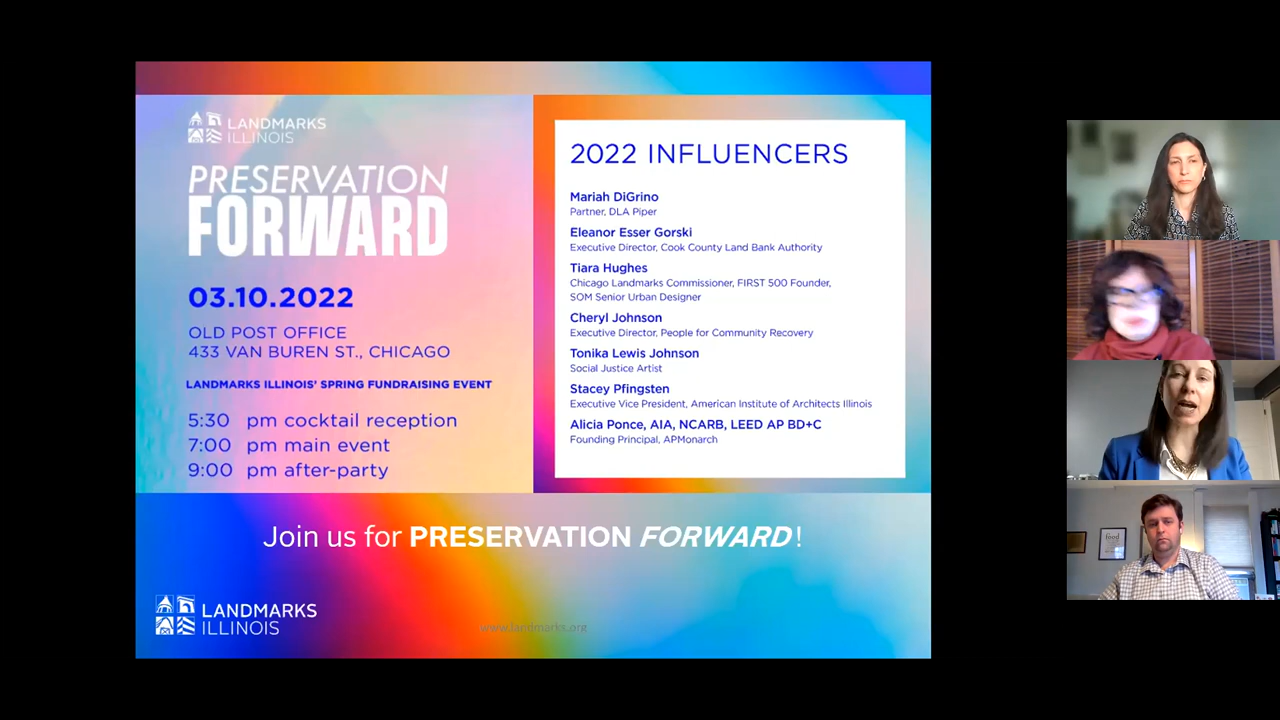 LANDMARKS
ILLINOIS
PRESERVATION
FORWARD
03.10.2022
OLD POST OFFICE
433 VAN BUREN ST., CHICAGO
LANDMARKS ILLINOIS' SPRING FUNDRAISING EVENT
5:30 pm cocktail reception
7:00 pm main event
9:00 pm after-party
2022 INFLUENCERS
Mariah DiGrino
Partner, DLA Piper
Eleanor Esser Gorski
Executive Director, Cook County Land Bank Authority
Tiara Hughes
Chicago Landmarks Commissioner, FIRST 500 Founder,
SOM Senior Urban Designer
Cheryl Johnson
Executive Director, People for Community Recovery
Tonika Lewis Johnson
Social Justice Artist
Stacey Pfingsten
Executive Vice President, American Institute of Architects Illinois
Alicia Ponce, AIA, NCARB, LEED AP BD+C
Founding Principal, APMonarch
Join us for PRESERVATION FORWARD!
LANDMARKS
ILLINOIS
www.landmarks.org
food